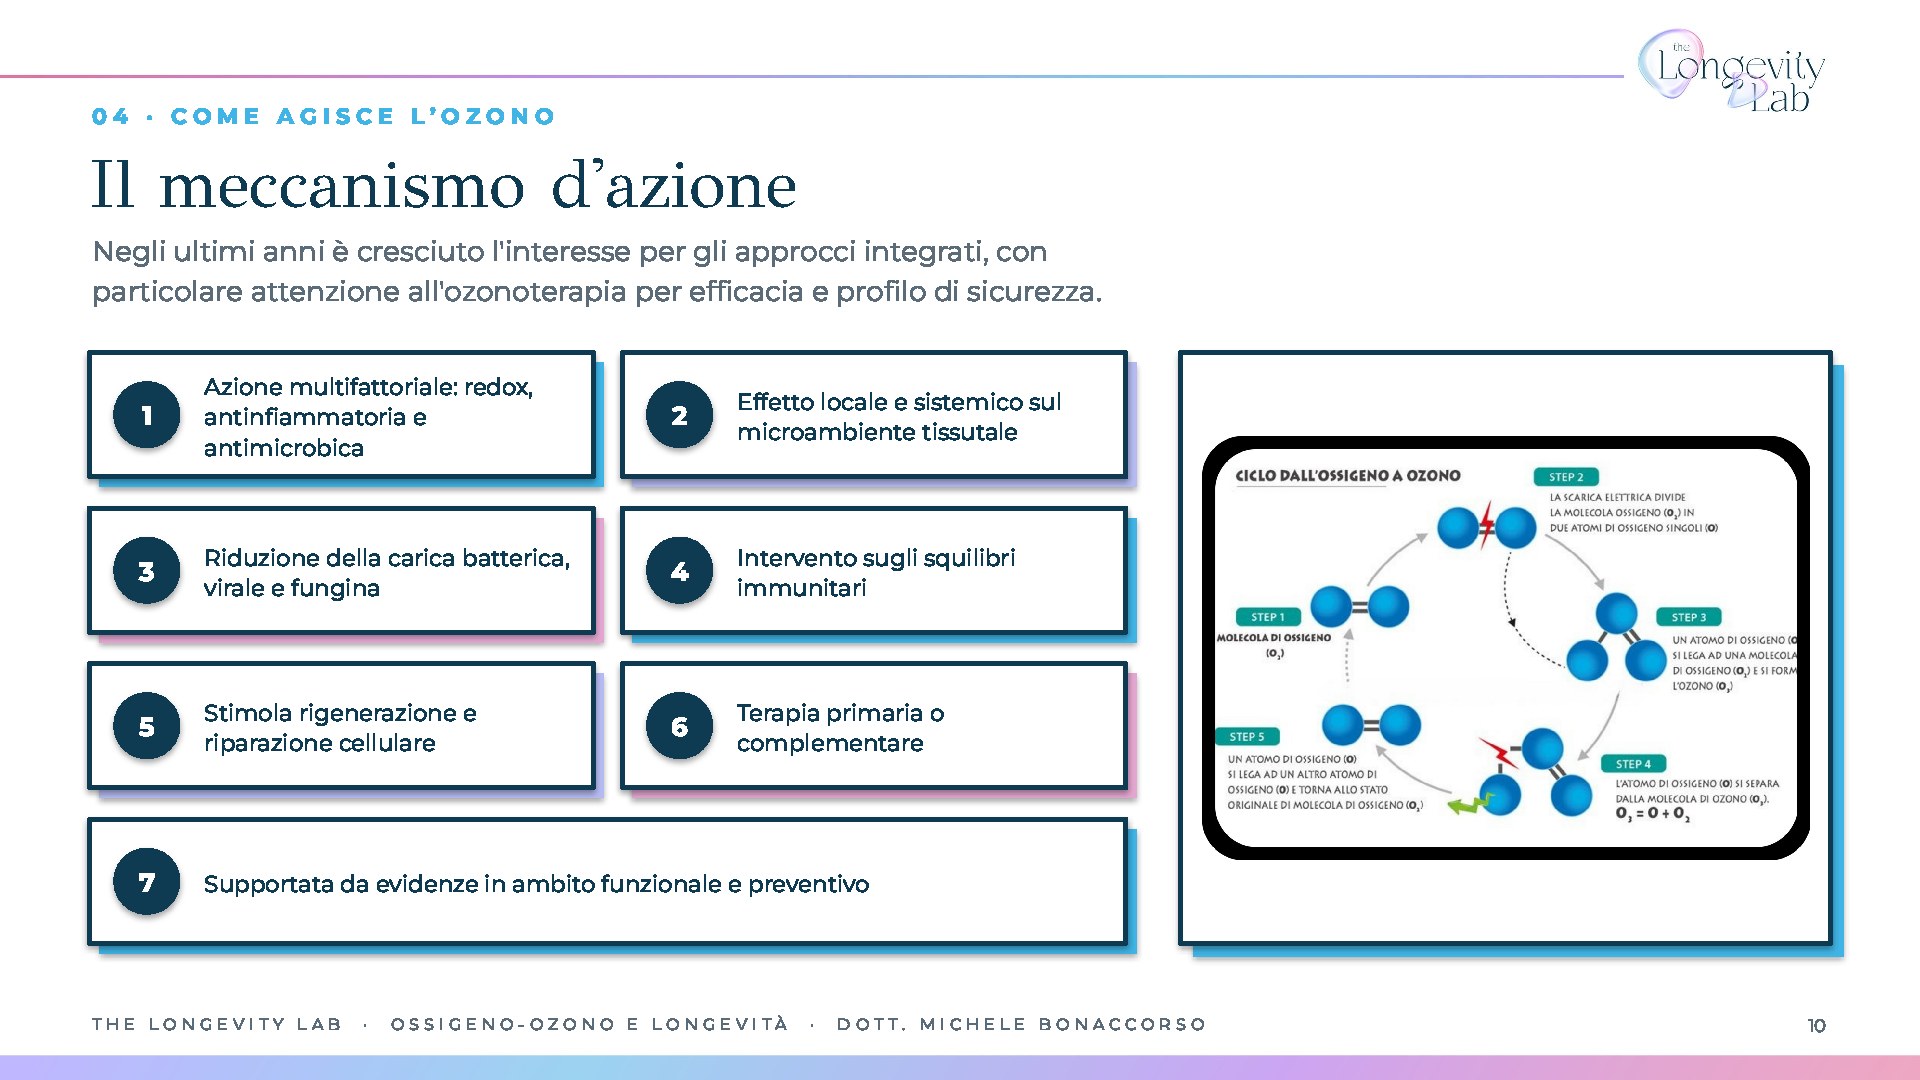 the
Longevity
Lab
04 · COME AGISCE L’OZONO
Il meccanismo d’azione
Negli ultimi anni è cresciuto l'interesse per gli approcci integrati, con
particolare attenzione all'ozonoterapia per efficacia e profilo di sicurezza.
1
Azione multifattoriale: redox,
antinfiammatoria e
antimicrobica
2
Effetto locale e sistemico sul
microambiente tissutale
3
Riduzione della carica batterica,
virale e fungina
4
Intervento sugli squilibri
immunitari
5
Stimola rigenerazione e
riparazione cellulare
6
Terapia primaria o
complementare
7
Supportata da evidenze in ambito funzionale e preventivo
CICLO DALL'OSSIGENO A OZONO
STEP 1
MOLECOLA DI OSSIGENO
(O₂)
STEP 2
LA SCARICA ELETTRICA DIVIDE
LA MOLECOLA OSSIGENO (O₂) IN
DUE ATOMI DI OSSIGENO SINGOLI (O)
STEP 3
UN ATOMO DI OSSIGENO (O
SI LEGA AD UNA MOLECOLA
DI OSSIGENO (O₂) E SI FORM
L'OZONO (O₃)
STEP 4
L'ATOMO DI OSSIGENO (O) SI SEPARA
DALLA MOLECOLA DI OZONO (O₃).
O₃ = O + O₂
STEP 5
UN ATOMO DI OSSIGENO (O)
SI LEGA AD UN ALTRO ATOMO DI
OSSIGENO (O) E TORNA ALLO STATO
ORIGINALE DI MOLECOLA DI OSSIGENO (O₂)
THE LONGEVITY LAB · OSSIGENO-OZONO E LONGEVITÀ · DOTT. MICHELE BONACCORSO
10